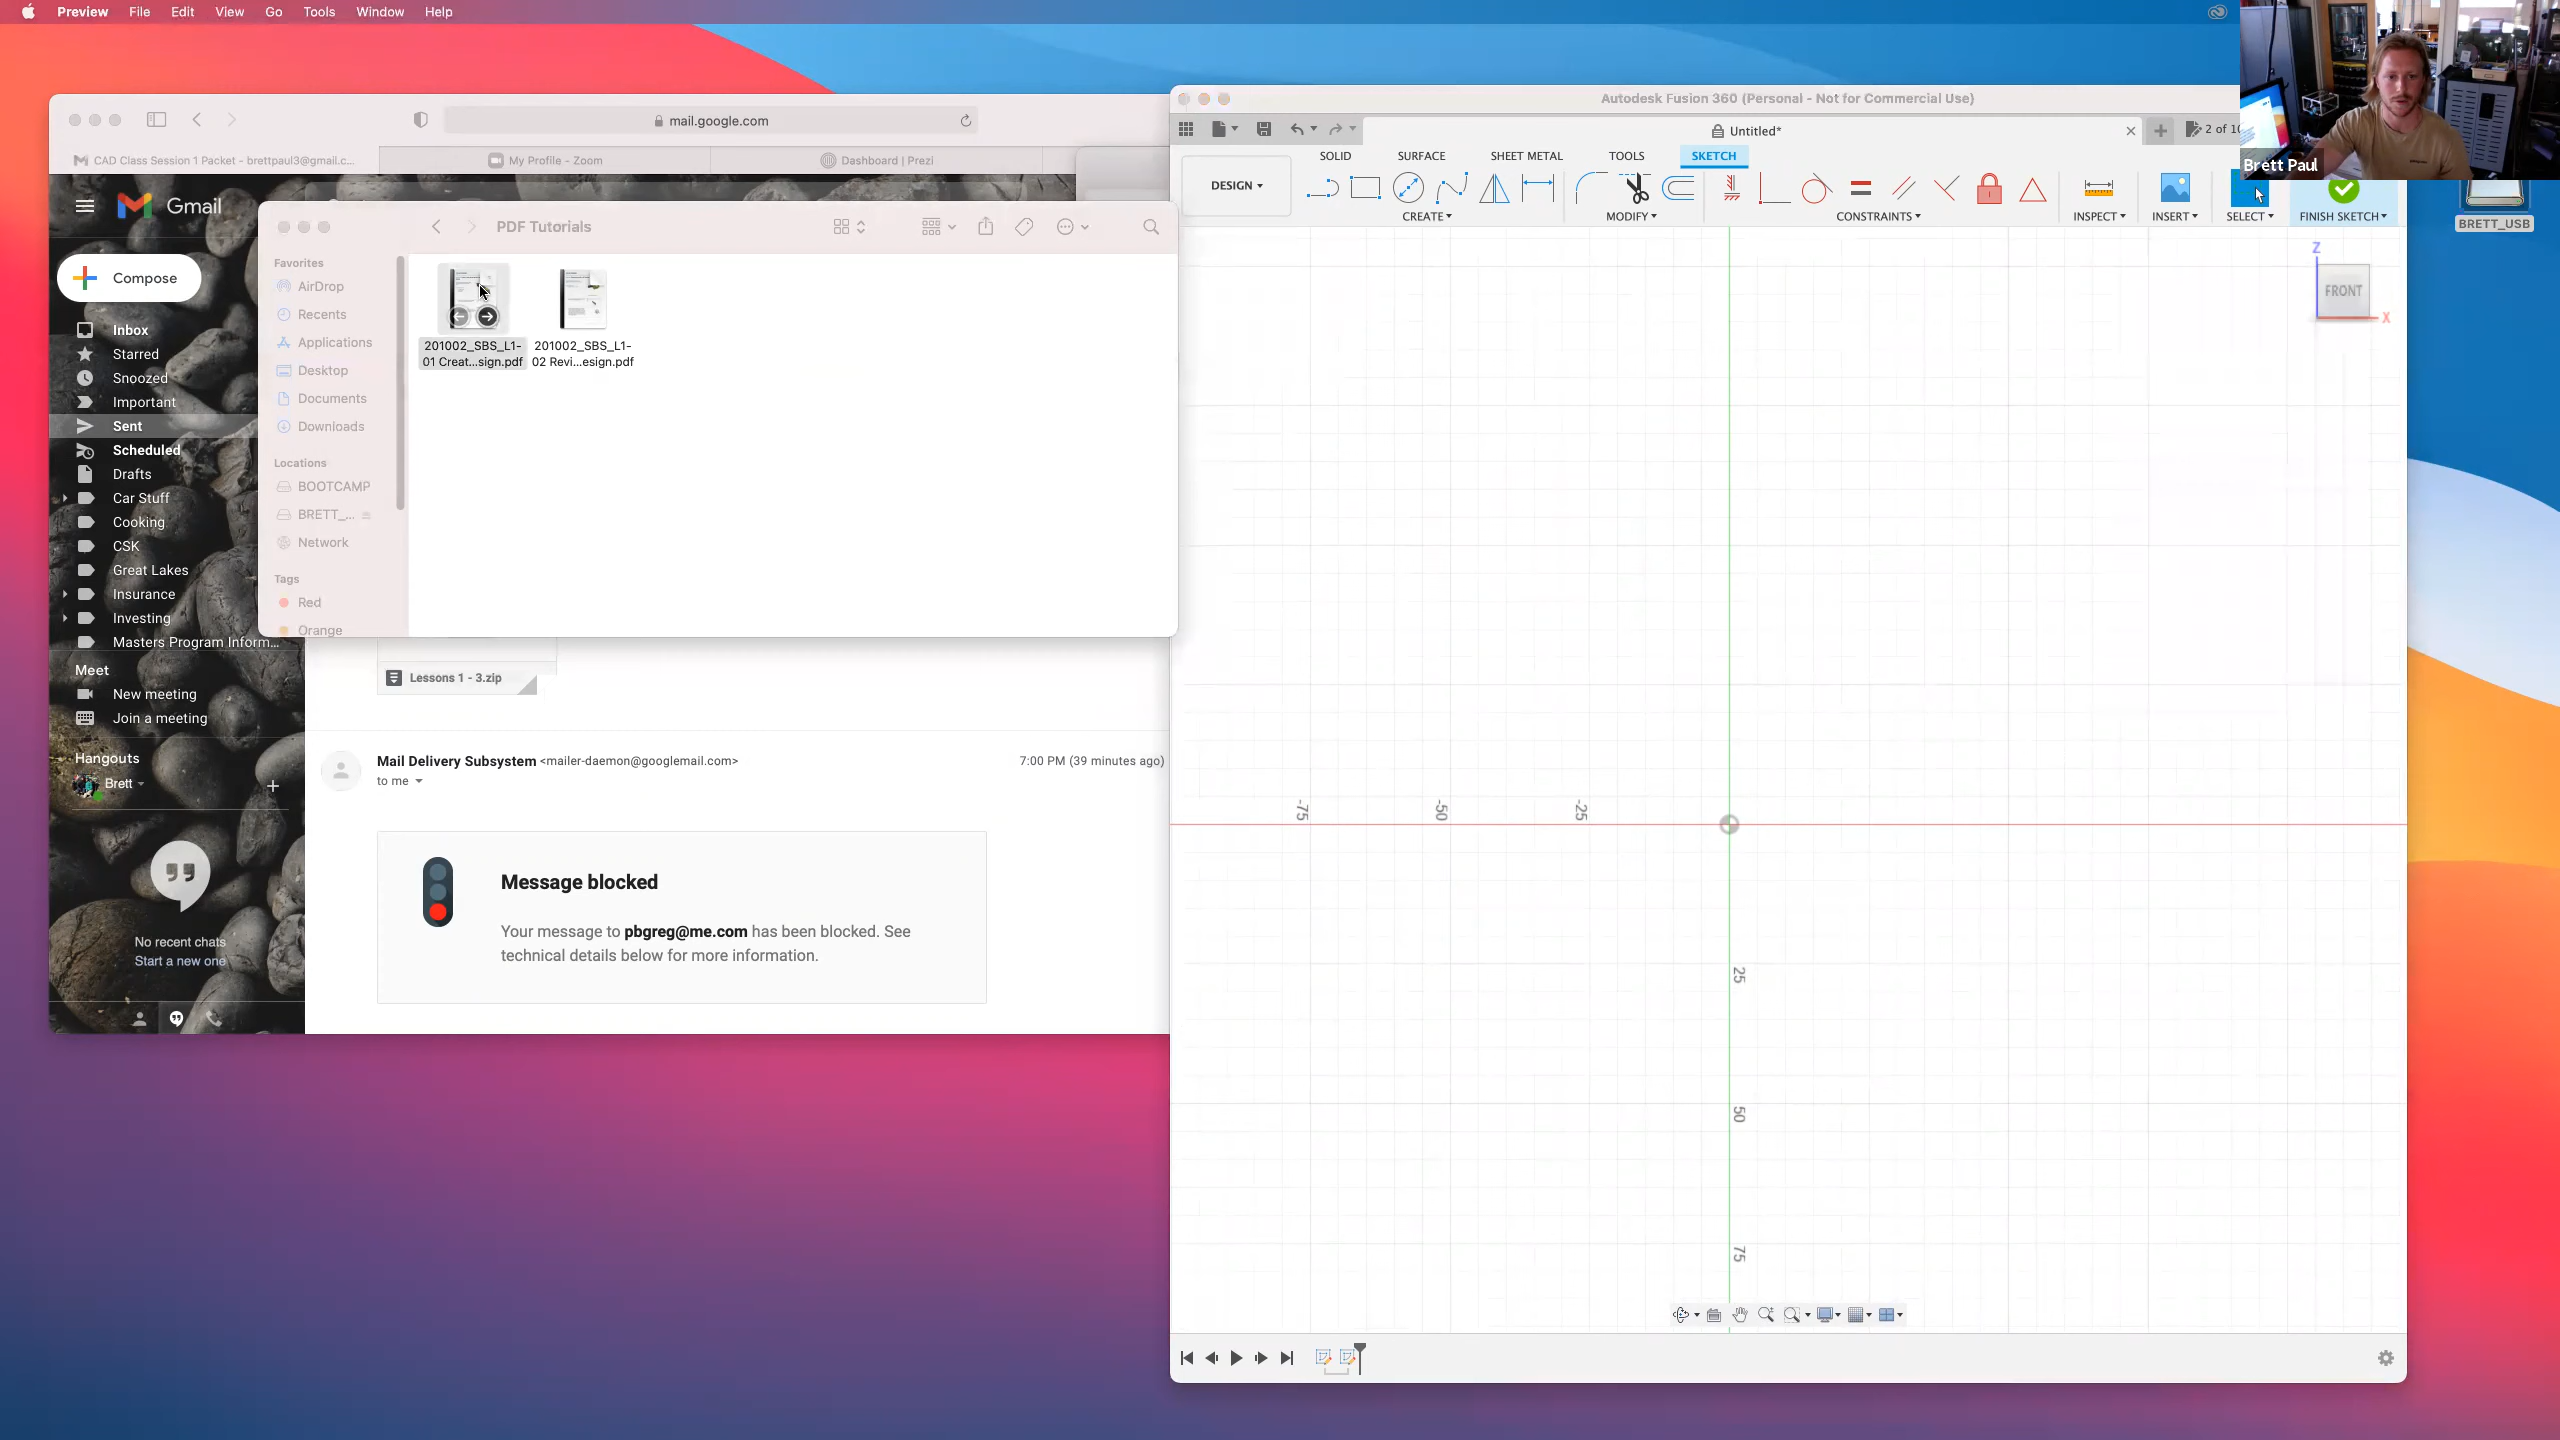 Preview File Edit View Go Tools Window Help
mail.google.com
CAD Class Session 1 Packet - brettpaul3@gmail.c...
My Profile - Zoom
Dashboard | Prezi
Gmail
Compose
Inbox
Starred
Snoozed
Important
Sent
Scheduled
Drafts
Car Stuff
Cooking
CSK
Great Lakes
Insurance
Investing
Masters Program Inform...
Meet
New meeting
Join a meeting
Hangouts
Brett
No recent chats
Start a new one
PDF Tutorials
Favorites
AirDrop
Recents
Applications
Desktop
Documents
Downloads
Locations
BOOTCAMP
BRETT_...
Network
Tags
Red
Orange
201002_SBS_L1-
01 Creat...sign.pdf
201002_SBS_L1-
02 Revi...esign.pdf
Lessons 1 - 3.zip
Mail Delivery Subsystem <mailer-daemon@googlemail.com>
7:00 PM (39 minutes ago)
to me
Message blocked
Your message to pbgreg@me.com has been blocked. See
technical details below for more information.
Autodesk Fusion 360 (Personal - Not for Commercial Use)
Untitled*
2 of 10
SOLID SURFACE SHEET METAL TOOLS SKETCH
DESIGN
CREATE MODIFY CONSTRAINTS INSPECT INSERT SELECT FINISH SKETCH
Z
FRONT
X
-75
-50
-25
25
50
75
Brett Paul
BRETT_USB